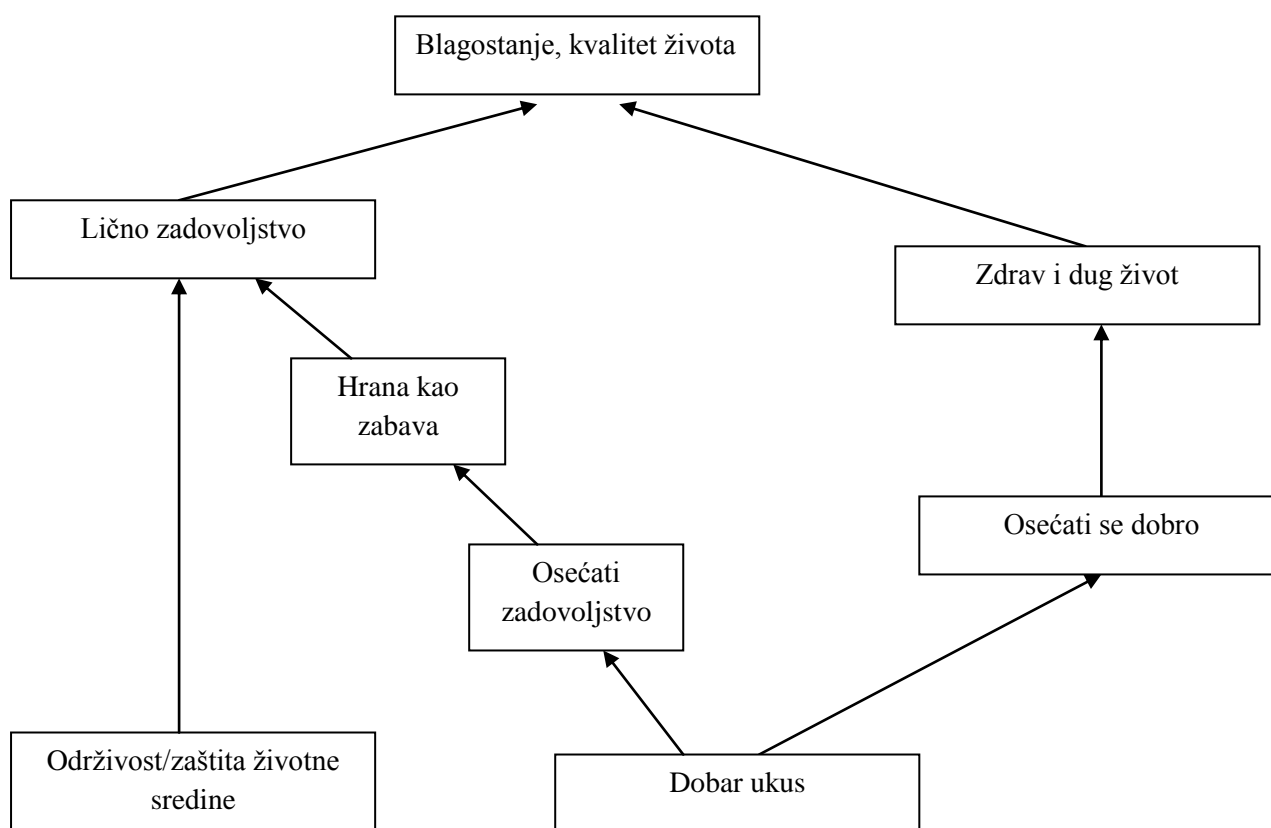 Blagostanje, kvalitet života
Lično zadovoljstvo
Zdrav i dug život
Hrana kao
zabava
Osećati se dobro
Osećati
zadovoljstvo
Održivost/zaštita životne
sredine
Dobar ukus